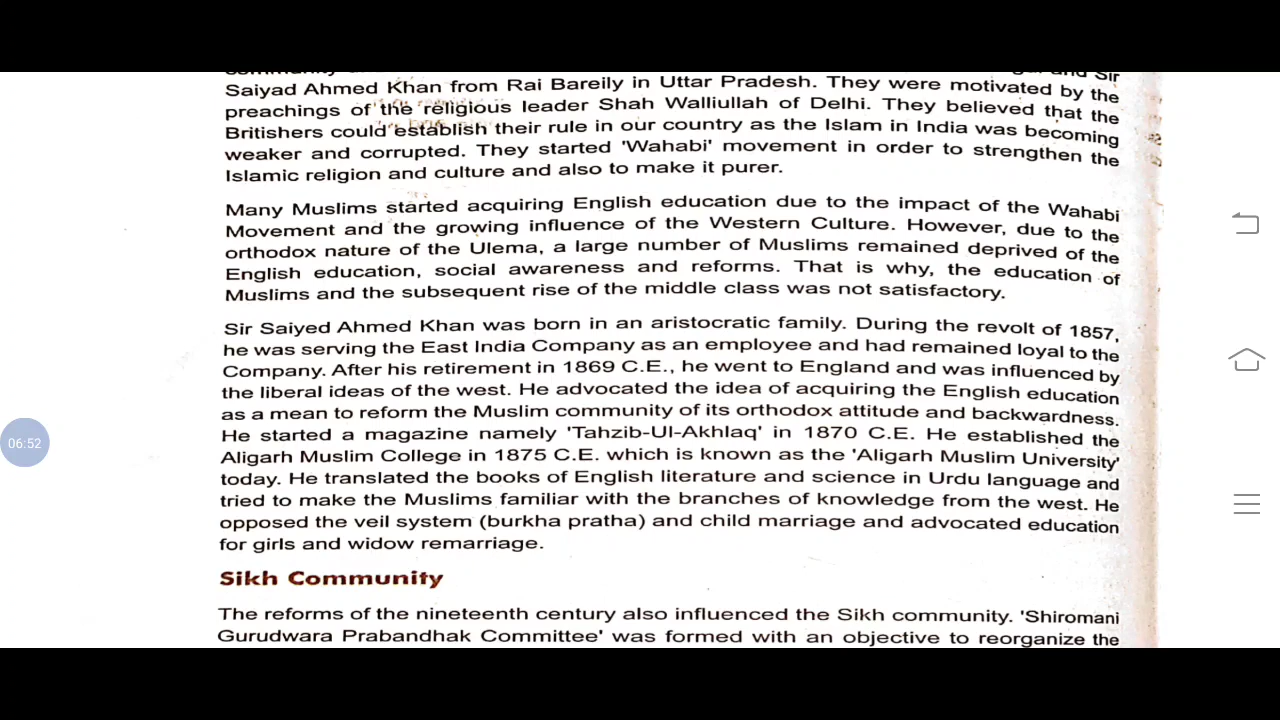 community and Sir
Saiyad Ahmed Khan from Rai Bareily in Uttar Pradesh. They were motivated by the
preachings of the religious leader Shah Walliullah of Delhi. They believed that the
Britishers could establish their rule in our country as the Islam in India was becoming
weaker and corrupted. They started 'Wahabi' movement in order to strengthen the
Islamic religion and culture and also to make it purer.
Many Muslims started acquiring English education due to the impact of the Wahabi
Movement and the growing influence of the Western Culture. However, due to the
orthodox nature of the Ulema, a large number of Muslims remained deprived of the
English education, social awareness and reforms. That is why, the education of
Muslims and the subsequent rise of the middle class was not satisfactory.
Sir Saiyed Ahmed Khan was born in an aristocratic family. During the revolt of 1857,
he was serving the East India Company as an employee and had remained loyal to the
Company. After his retirement in 1869 C.E., he went to England and was influenced by
the liberal ideas of the west. He advocated the idea of acquiring the English education
as a mean to reform the Muslim community of its orthodox attitude and backwardness.
He started a magazine namely 'Tahzib-Ul-Akhlaq' in 1870 C.E. He established the
Aligarh Muslim College in 1875 C.E. which is known as the 'Aligarh Muslim University'
today. He translated the books of English literature and science in Urdu language and
tried to make the Muslims familiar with the branches of knowledge from the west. He
opposed the veil system (burkha pratha) and child marriage and advocated education
for girls and widow remarriage.
Sikh Community
The reforms of the nineteenth century also influenced the Sikh community. 'Shiromani
Gurudwara Prabandhak Committee' was formed with an objective to reorganize the
06:52